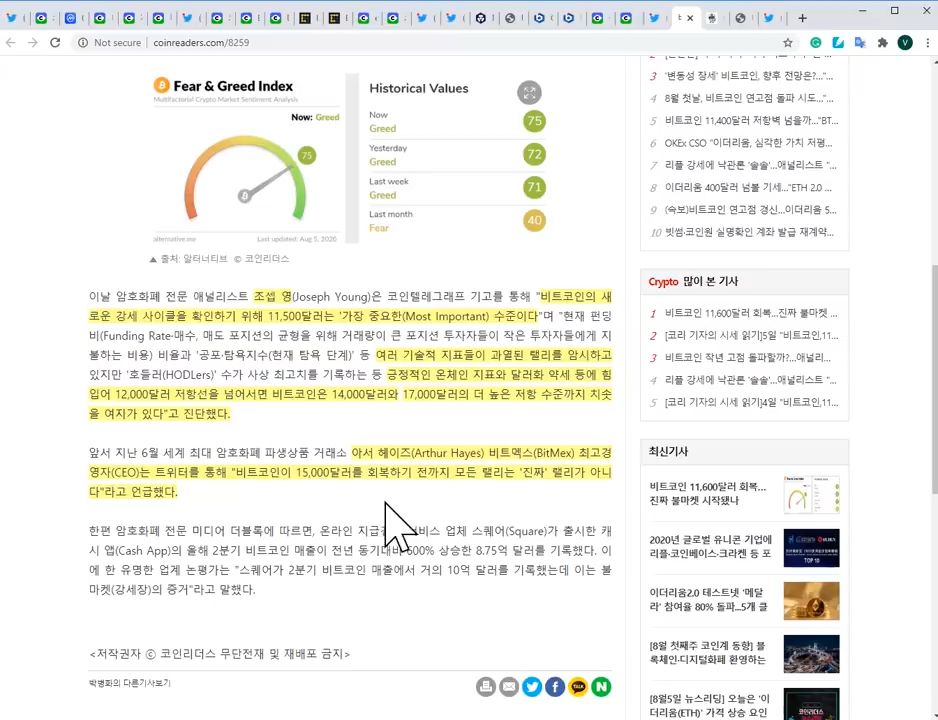 Not secure | coinreaders.com/8259
Fear & Greed Index
Multifactorial Crypto Market Sentiment Analysis
Now: Greed
75
alternative.me
Last updated: Aug 5, 2020
Historical Values
Now
Greed
75
Yesterday
Greed
72
Last week
Greed
71
Last month
Fear
40
▲ 출처: 알터너티브 © 코인리더스
이날 암호화폐 전문 애널리스트 조셉 영(Joseph Young)은 코인텔레그래프 기고를 통해 "비트코인의 새
로운 강세 사이클을 확인하기 위해 11,500달러는 '가장 중요한(Most Important) 수준이다"며 "현재 펀딩
비(Funding Rate·매수, 매도 포지션의 균형을 위해 거래량이 큰 포지션 투자자들이 작은 투자자들에게 지
불하는 비용) 비율과 '공포·탐욕지수(현재 탐욕 단계)' 등 여러 기술적 지표들이 과열된 랠리를 암시하고
있지만 '호들러(HODLers)' 수가 사상 최고치를 기록하는 등 긍정적인 온체인 지표와 달러화 약세 등에 힘
입어 12,000달러 저항선을 넘어서면 비트코인은 14,000달러와 17,000달러의 더 높은 저항 수준까지 치솟
을 여지가 있다"고 진단했다.
앞서 지난 6월 세계 최대 암호화폐 파생상품 거래소 아서 헤이즈(Arthur Hayes) 비트멕스(BitMex) 최고경
영자(CEO)는 트위터를 통해 "비트코인이 15,000달러를 회복하기 전까지 모든 랠리는 '진짜' 랠리가 아니
다"라고 언급했다.
한편 암호화폐 전문 미디어 더블록에 따르면, 온라인 서비스 업체 스퀘어(Square)가 출시한 캐
시 앱(Cash App)의 올해 2분기 비트코인 매출이 전년 동기 대비 00% 상승한 8.75억 달러를 기록했다. 이
에 한 유명한 업계 논평가는 "스퀘어가 2분기 비트코인 매출에서 거의 10억 달러를 기록했는데 이는 불
마켓(강세장)의 증거"라고 말했다.
<저작권자 ⓒ 코인리더스 무단전재 및 재배포 금지>
박병화의 다른기사보기
3 '변동성 장세' 비트코인, 향후 전망은?..."...
4 8월 첫날, 비트코인 연고점 돌파 시도..."...
5 비트코인 11,400달러 저항벽 넘을까..."BT...
6 OKEx CSO "이더리움, 심각한 가치 저평...
7 리플 강세에 낙관론 '솔솔'...애널리스트 "...
8 이더리움 400달러 넘볼 기세..."ETH 2.0 ...
9 (속보)비트코인 연고점 경신...이더리움 5...
10 빗썸·코인원 실명확인 계좌 발급 재계약...
Crypto 많이 본 기사
1 비트코인 11,600달러 회복...진짜 불마켓 ...
2 [코리 기자의 시세 읽기]5일 "비트코인,11...
3 비트코인 작년 고점 돌파할까?...애널리...
4 리플 강세에 낙관론 '솔솔'...애널리스트 "...
5 [코리 기자의 시세 읽기]4일 "비트코인,11...
최신기사
비트코인 11,600달러 회복...
진짜 불마켓 시작됐나
2020년 글로벌 유니콘 기업에
리플·코인베이스·크라켄 등 포
TOP 10
이더리움2.0 테스트넷 '메달
라' 참여율 80% 돌파...5개 클
[8월 첫째주 코인계 동향] 블
록체인·디지털화폐 환영하는
[8월5일 뉴스리딩] 오늘은 '이
더리움(ETH)' 가격 상승 요인